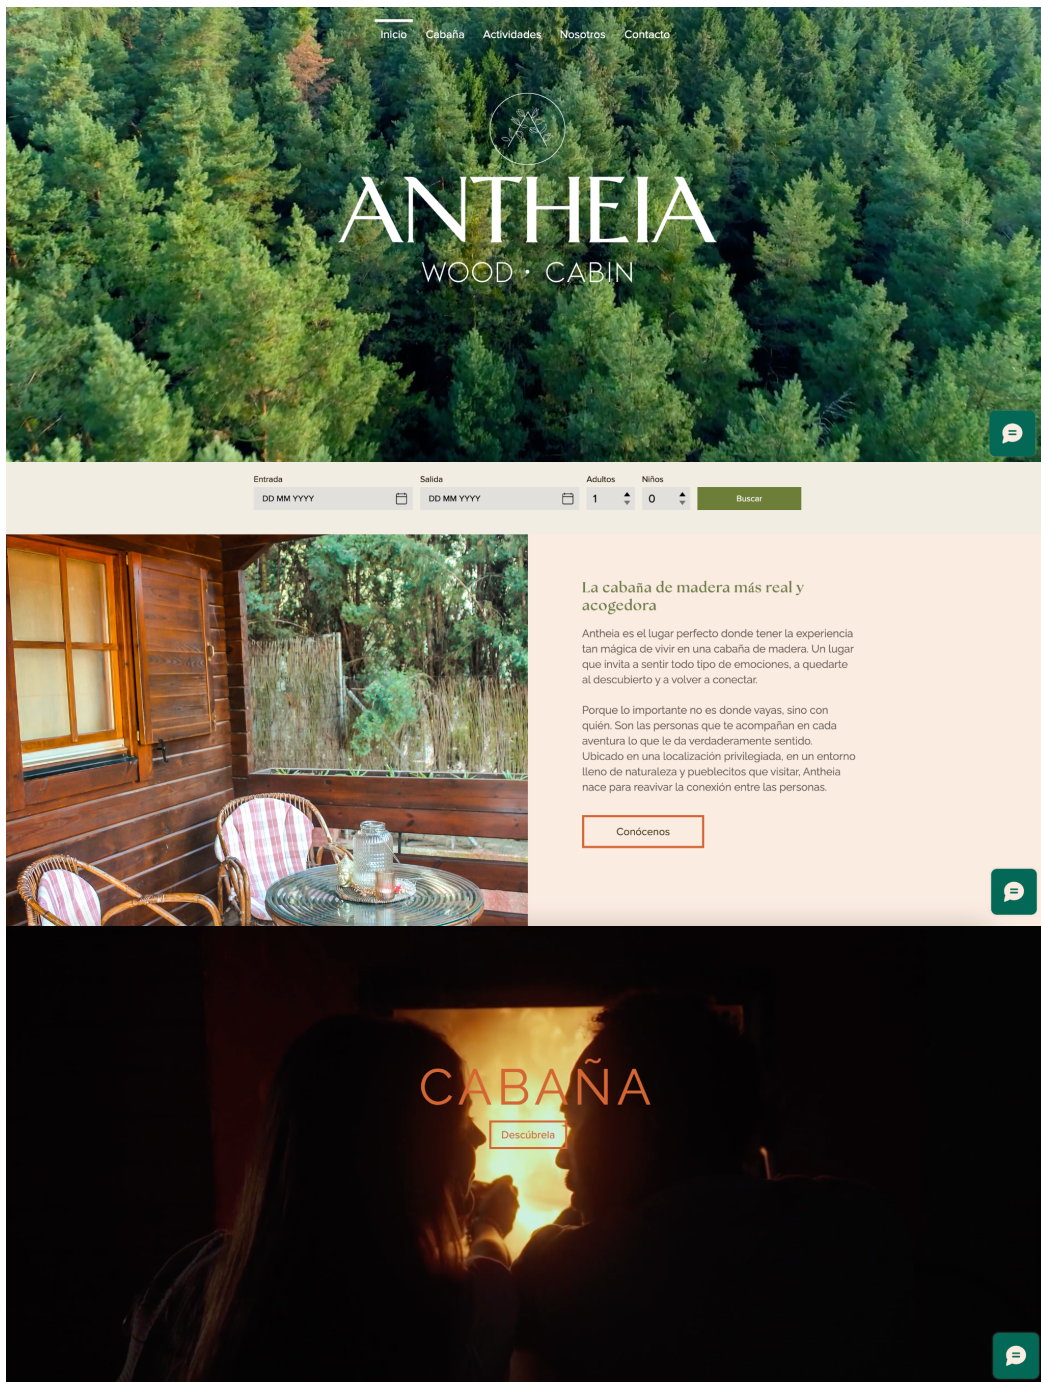 Inicio Cabaña Actividades Nosotros Contacto
ANTHEIA
WOOD · CABIN
Entrada Salida Adultos Niños
DD MM YYYY DD MM YYYY 1 0 Buscar
La cabaña de madera más real y
acogedora
Antheia es el lugar perfecto donde tener la experiencia
tan mágica de vivir en una cabaña de madera. Un lugar
que invita a sentir todo tipo de emociones, a quedarte
al descubierto y a volver a conectar.
Porque lo importante no es donde vayas, sino con
quién. Son las personas que te acompañan en cada
aventura lo que le da verdaderamente sentido.
Ubicado en una localización privilegiada, en un entorno
lleno de naturaleza y pueblecitos que visitar, Antheia
nace para reavivar la conexión entre las personas.
Conócenos
CABAÑA
Descúbrela